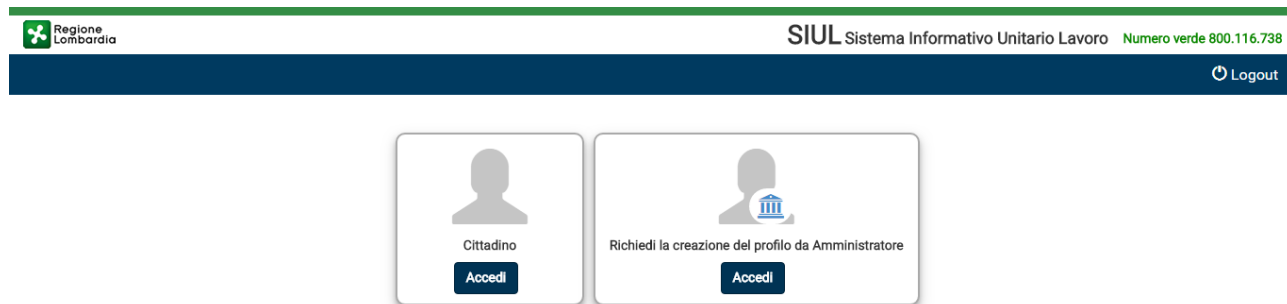 Regione
Lombardia
SIUL Sistema Informativo Unitario Lavoro Numero verde 800.116.738
Logout
Cittadino
Accedi
Richiedi la creazione del profilo da Amministratore
Accedi